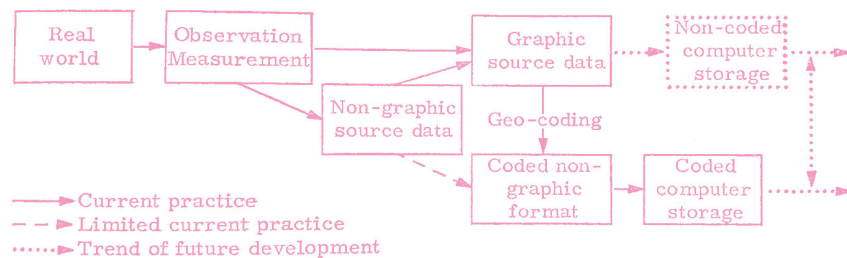 Real
world
Observation
Measurement
Graphic
source data
Non-coded
computer
storage
Non-graphic
source data
Geo-coding
Coded non-
graphic
format
Coded
computer
storage
Current practice
Limited current practice
Trend of future development